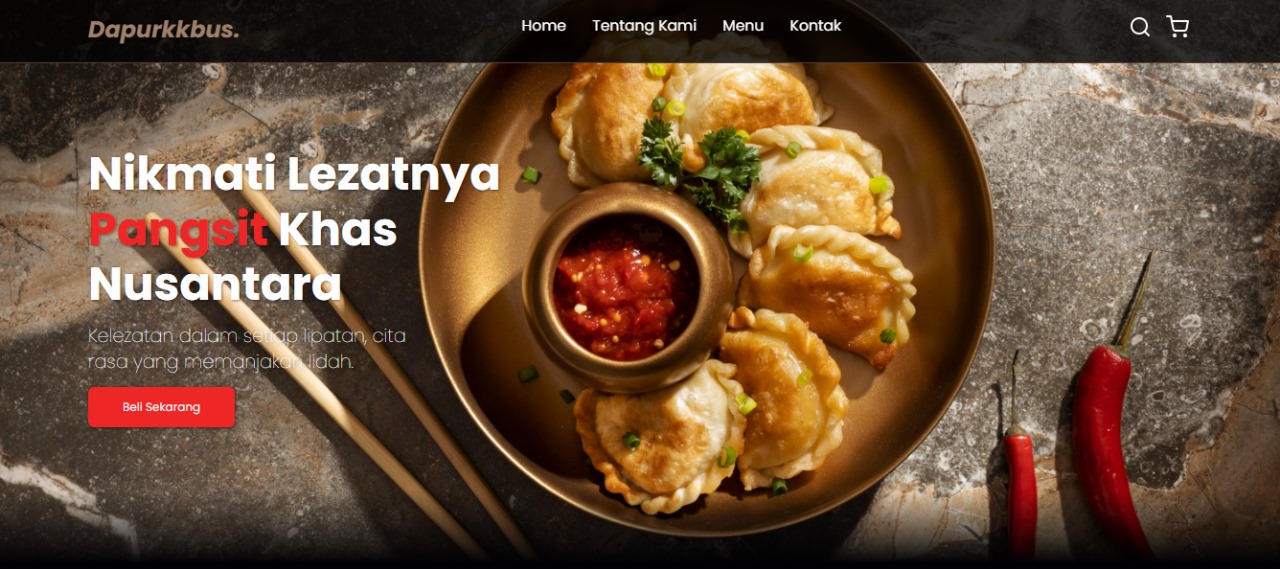 Dapurkkbus.
Home Tentang Kami Menu Kontak
Nikmati Lezatnya
Pangsit Khas
Nusantara
Kelezatan dalam setiap lipatan, cita
rasa yang memanjakan lidah.
Beli Sekarang